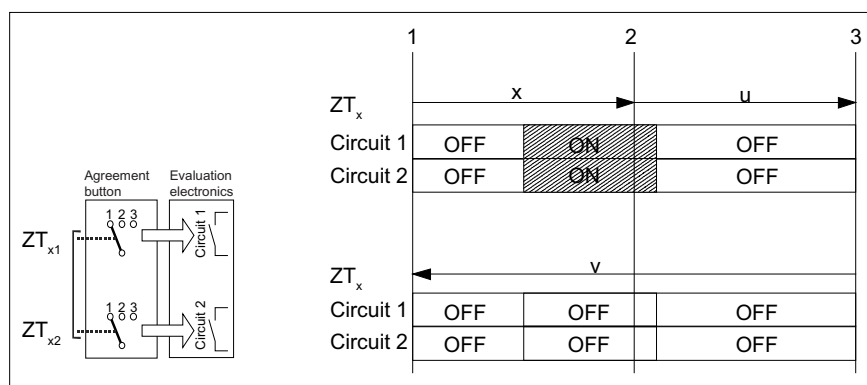 1 2 3
ZTx x u
Circuit 1 OFF ON OFF
Circuit 2 OFF ON OFF
Agreement button
Evaluation electronics
ZTx1 1 2 3 Circuit 1
ZTx2 1 2 3 Circuit 2
ZTx v
Circuit 1 OFF OFF OFF
Circuit 2 OFF OFF OFF